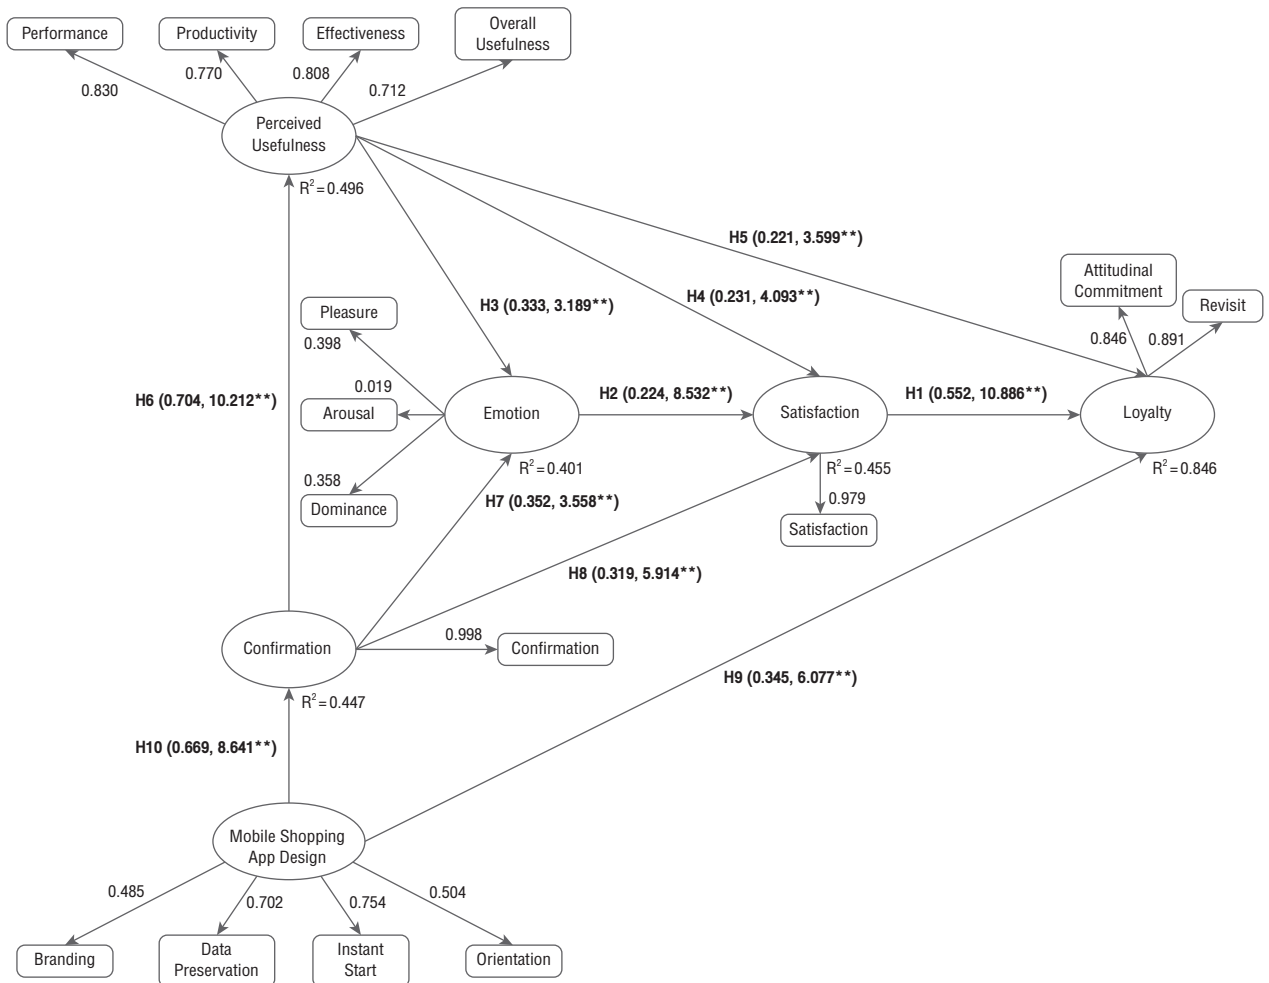 Performance
Productivity
Effectiveness
Overall
Usefulness
0.830
0.770
0.808
0.712
Perceived
Usefulness
R²=0.496
H5 (0.221, 3.599**)
H4 (0.231, 4.093**)
H3 (0.333, 3.189**)
Attitudinal
Commitment
Revisit
0.846
0.891
Pleasure
0.398
0.019
Arousal
0.358
Dominance
H6 (0.704, 10.212**)
Emotion
R²=0.401
H2 (0.224, 8.532**)
Satisfaction
R²=0.455
0.979
Satisfaction
H1 (0.552, 10.886**)
Loyalty
R²=0.846
H7 (0.352, 3.558**)
H8 (0.319, 5.914**)
Confirmation
0.998
Confirmation
R²=0.447
H9 (0.345, 6.077**)
H10 (0.669, 8.641**)
Mobile Shopping
App Design
0.485
0.702
0.754
0.504
Branding
Data
Preservation
Instant
Start
Orientation